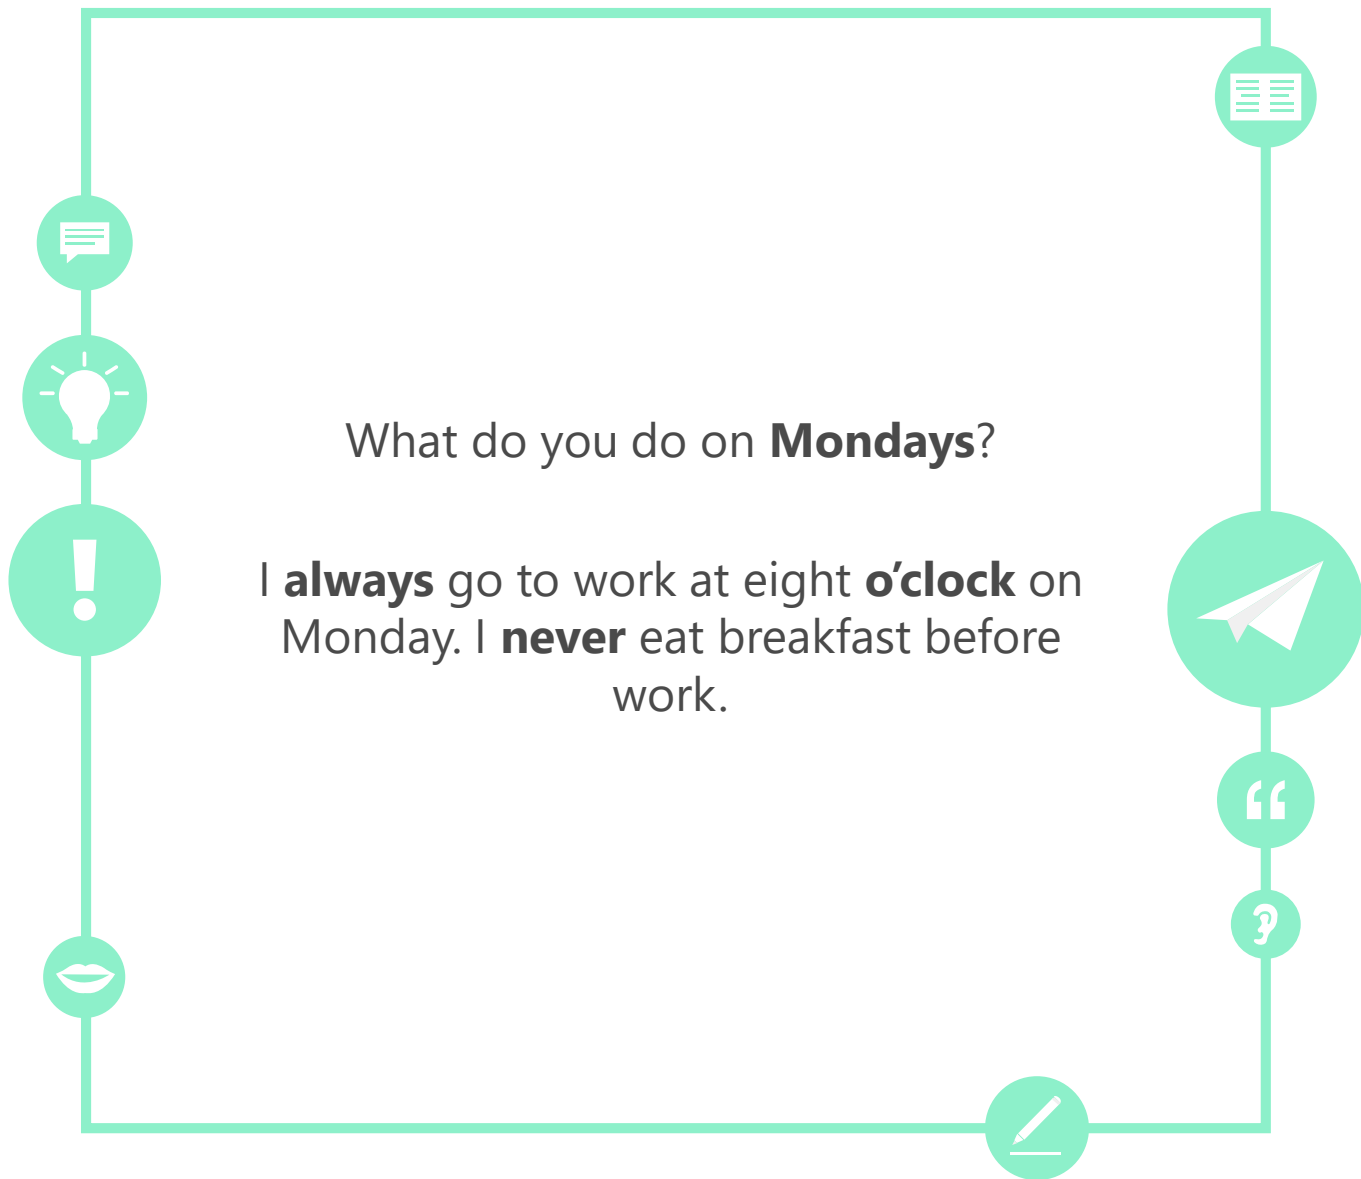 What do you do on Mondays?
I always go to work at eight o’clock on
Monday. I never eat breakfast before
work.